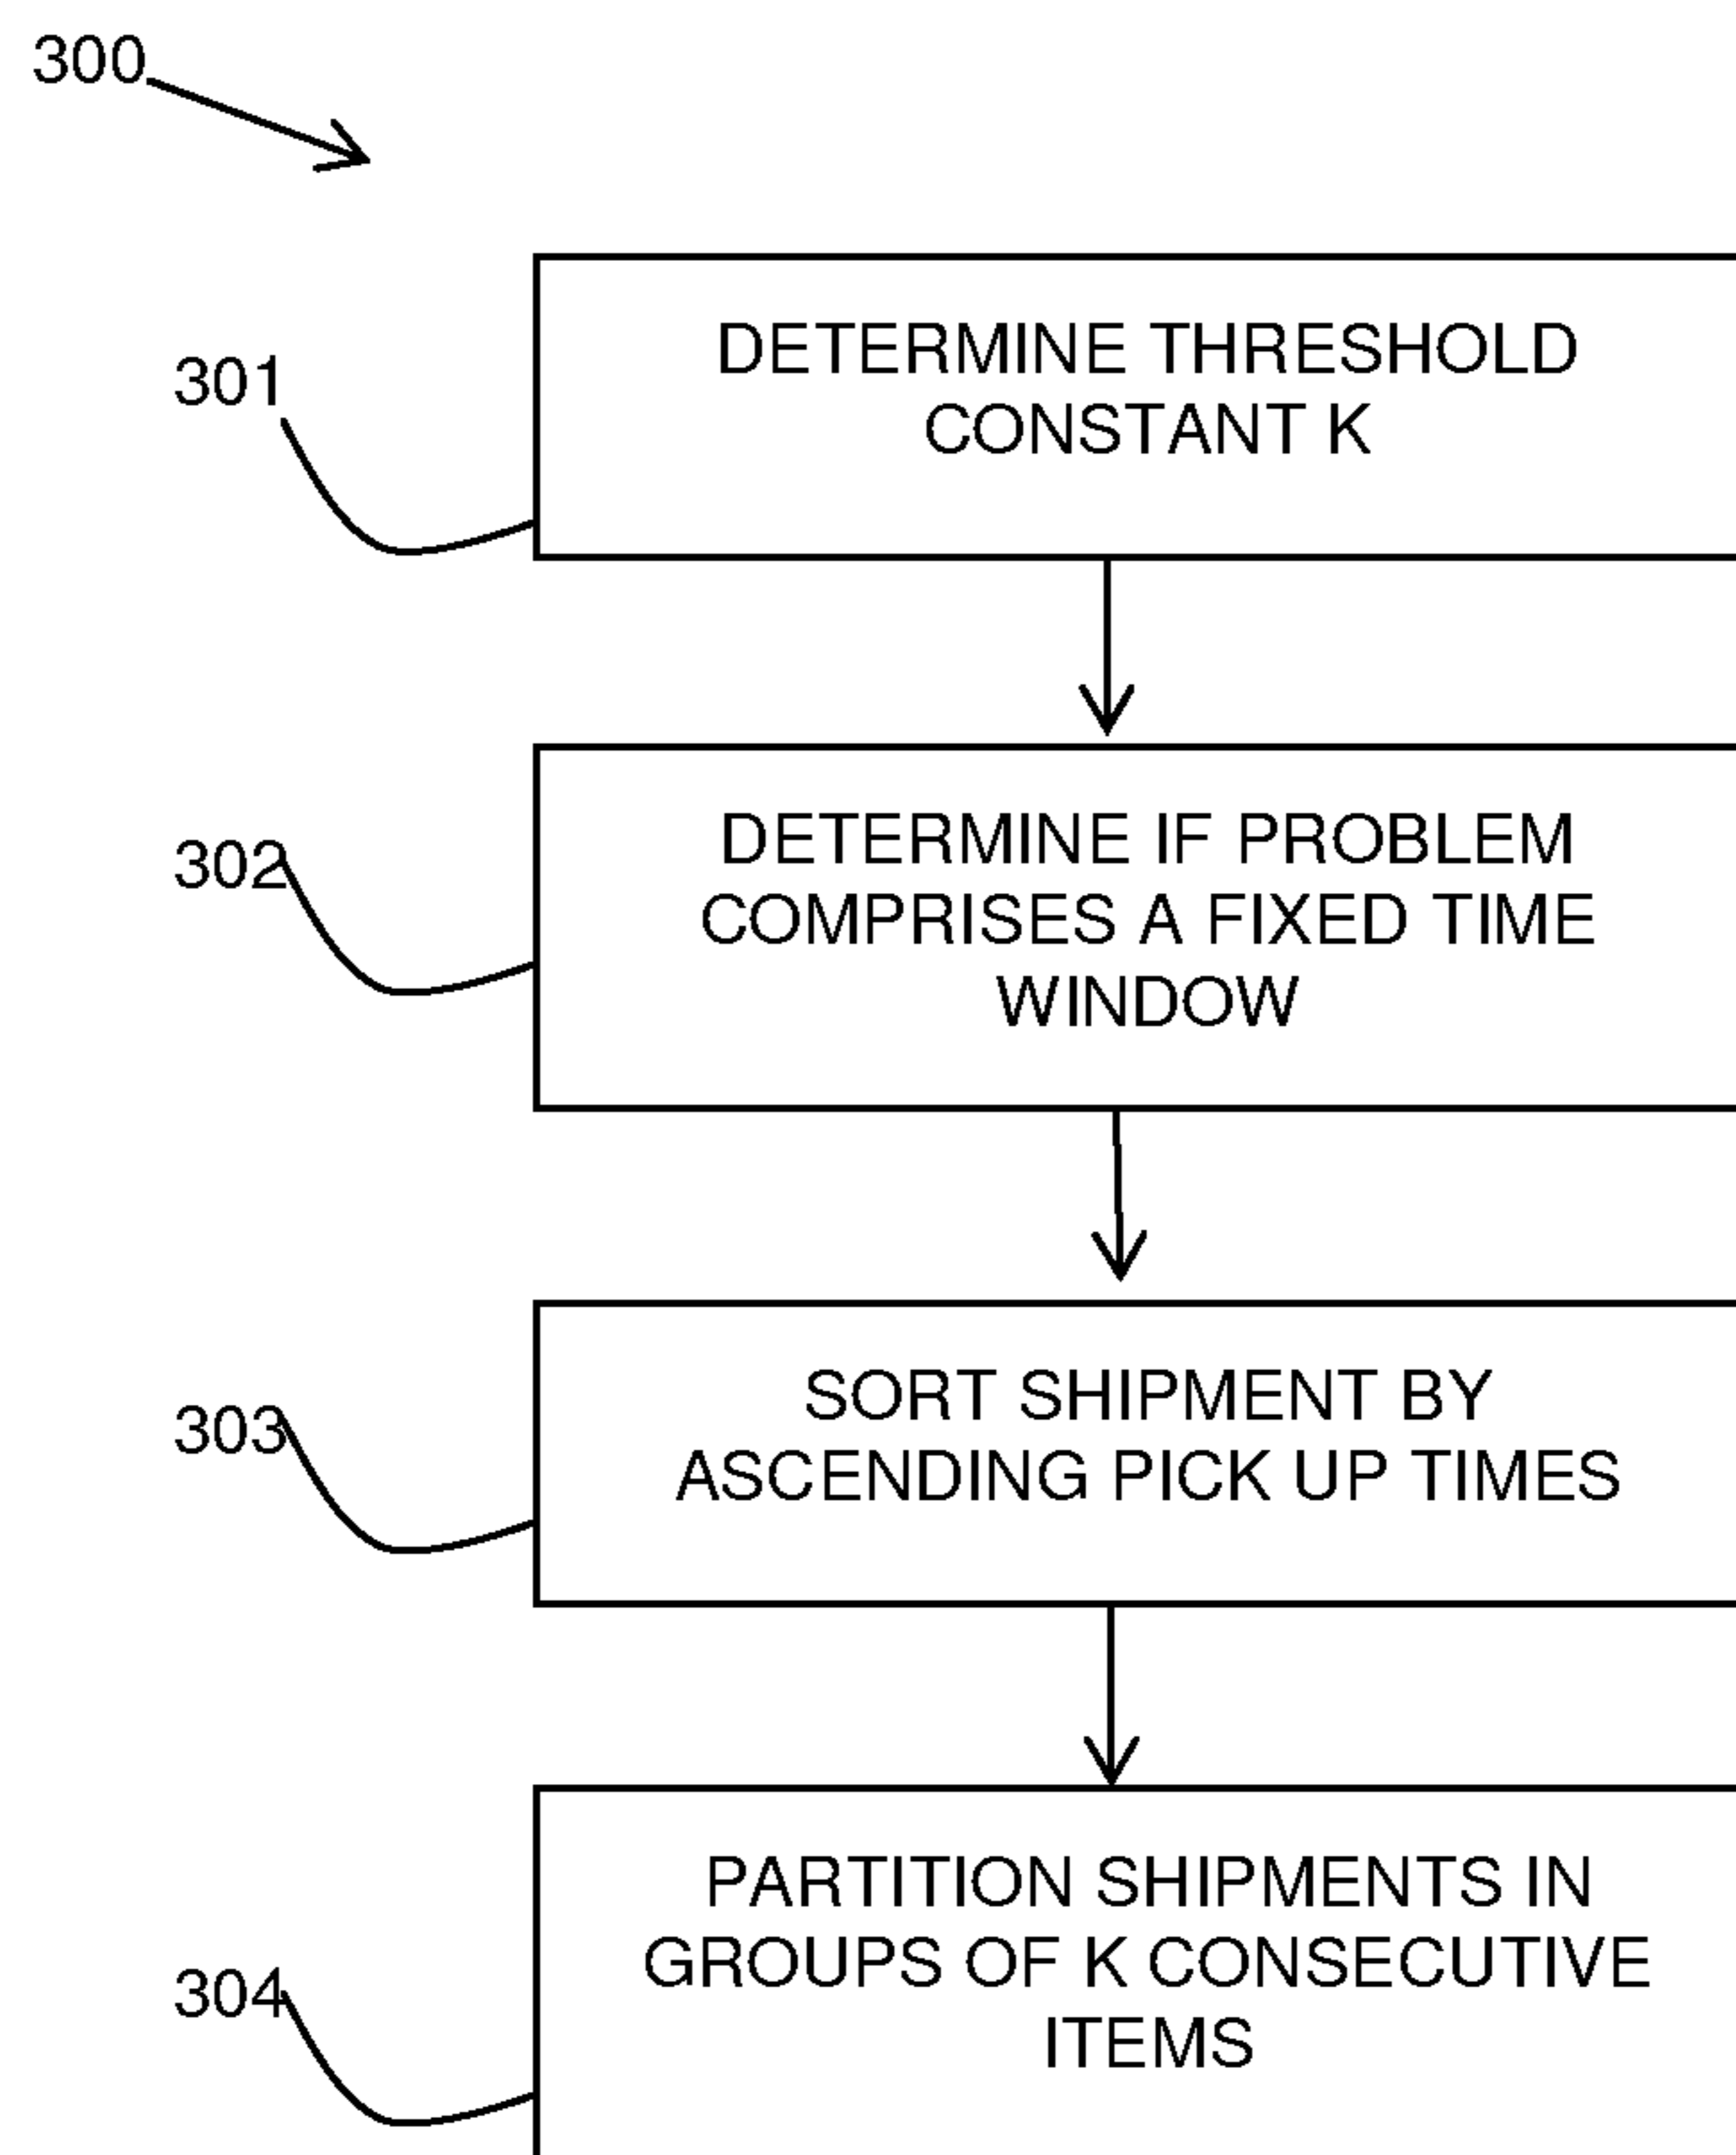 300
301
DETERMINE THRESHOLD
CONSTANT K
302
DETERMINE IF PROBLEM
COMPRISES A FIXED TIME
WINDOW
303
SORT SHIPMENT BY
ASCENDING PICK UP TIMES
304
PARTITION SHIPMENTS IN
GROUPS OF K CONSECUTIVE
ITEMS